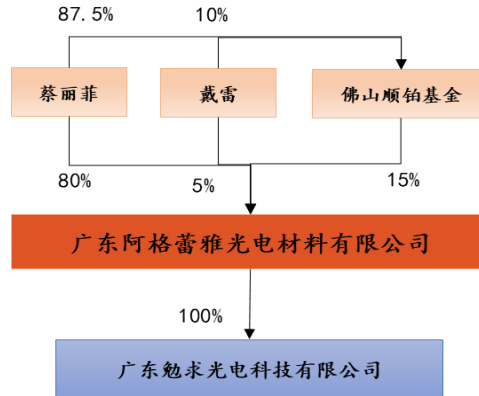 87.5% 10%
蔡丽菲 戴雷 佛山顺铂基金
80% 5% 15%
广东阿格蕾雅光电材料有限公司
100%
广东勉求光电科技有限公司